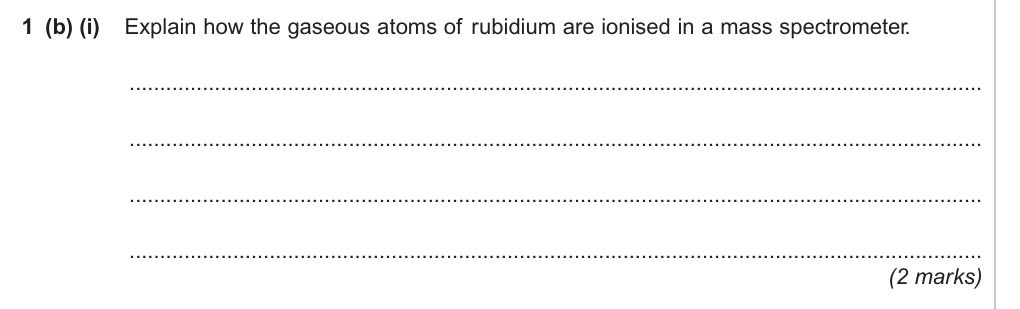 1 (b) (i) Explain how the gaseous atoms of rubidium are ionised in a mass spectrometer.
(2 marks)